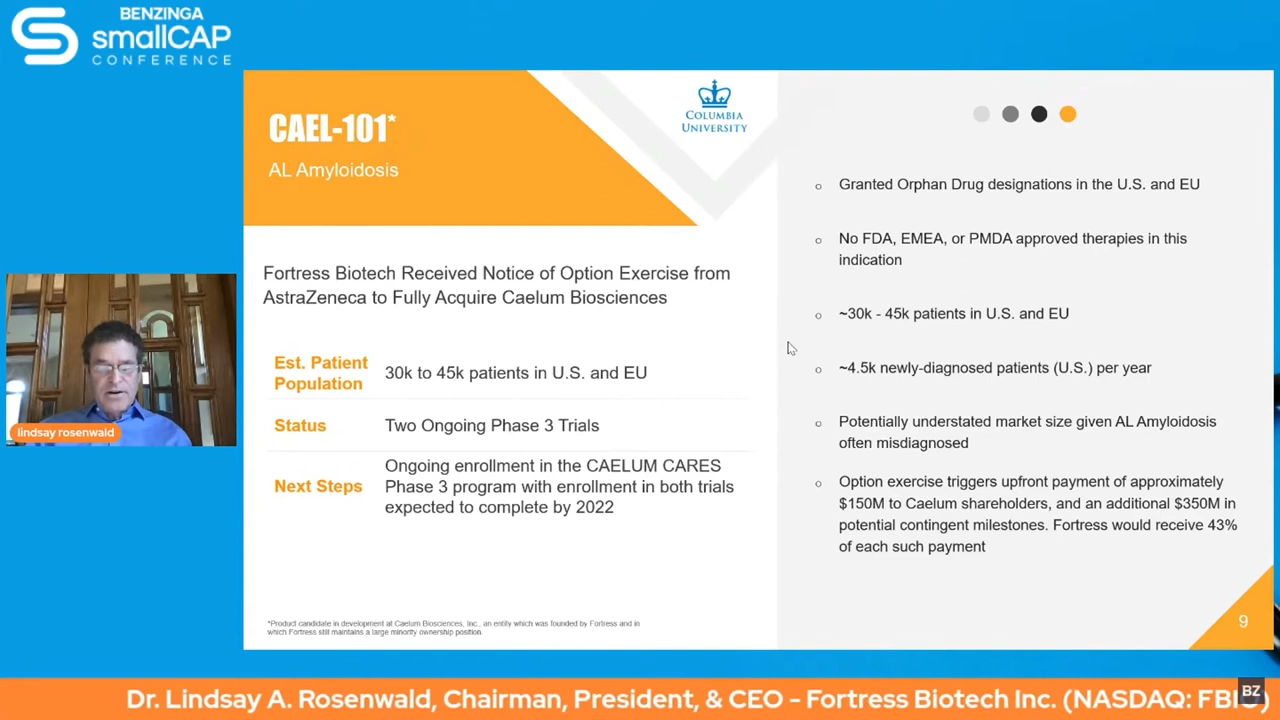 BENZINGA
smallCAP
CONFERENCE
CAEL-101*
AL Amyloidosis
COLUMBIA
UNIVERSITY
Fortress Biotech Received Notice of Option Exercise from
AstraZeneca to Fully Acquire Caelum Biosciences
Est. Patient
Population
30k to 45k patients in U.S. and EU
Status
Two Ongoing Phase 3 Trials
Next Steps
Ongoing enrollment in the CAELUM CARES
Phase 3 program with enrollment in both trials
expected to complete by 2022
*Product candidate in development at Caelum Biosciences, Inc., an entity which was founded by Fortress and in
which Fortress still maintains a large minority ownership position.
Granted Orphan Drug designations in the U.S. and EU
No FDA, EMEA, or PMDA approved therapies in this
indication
~30k - 45k patients in U.S. and EU
~4.5k newly-diagnosed patients (U.S.) per year
Potentially understated market size given AL Amyloidosis
often misdiagnosed
Option exercise triggers upfront payment of approximately
$150M to Caelum shareholders, and an additional $350M in
potential contingent milestones. Fortress would receive 43%
of each such payment
9
lindsay rosenwald
Dr. Lindsay A. Rosenwald, Chairman, President, & CEO - Fortress Biotech Inc. (NASDAQ: FBIO)
BZ